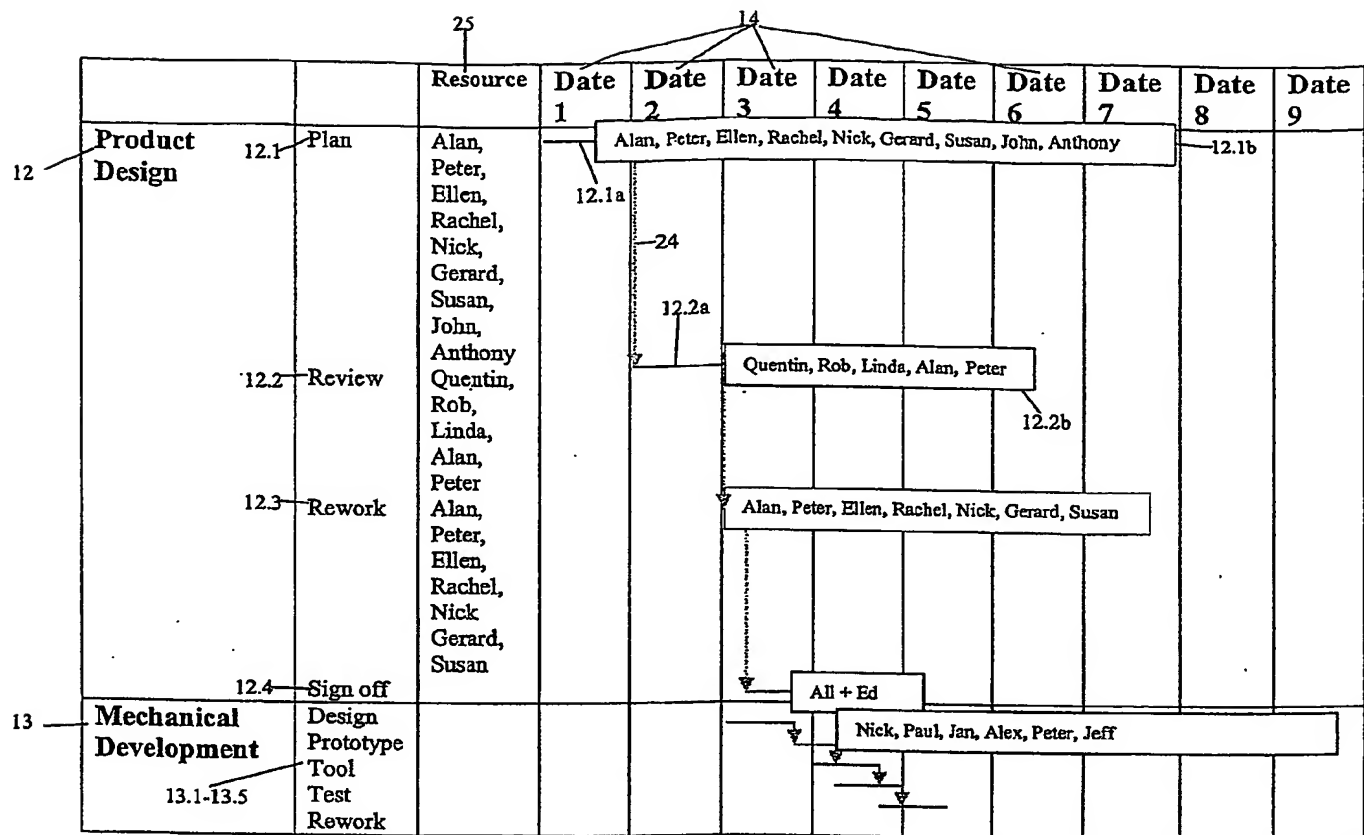 25
14
Resource
Date 1
Date 2
Date 3
Date 4
Date 5
Date 6
Date 7
Date 8
Date 9
12
Product
Design
12.1
Plan
Alan,
Peter,
Ellen,
Rachel,
Nick,
Gerard,
Susan,
John,
Anthony
Alan, Peter, Ellen, Rachel, Nick, Gerard, Susan, John, Anthony
12.1b
12.1a
24
12.2a
12.2
Review
Quentin,
Rob,
Linda,
Alan,
Peter
Quentin, Rob, Linda, Alan, Peter
12.2b
12.3
Rework
Alan,
Peter,
Ellen,
Rachel,
Nick
Gerard,
Susan
Alan, Peter, Ellen, Rachel, Nick, Gerard, Susan
12.4
Sign off
All + Ed
13
Mechanical
Development
Design
Prototype
Tool
Test
Rework
13.1-13.5
Nick, Paul, Jan, Alex, Peter, Jeff